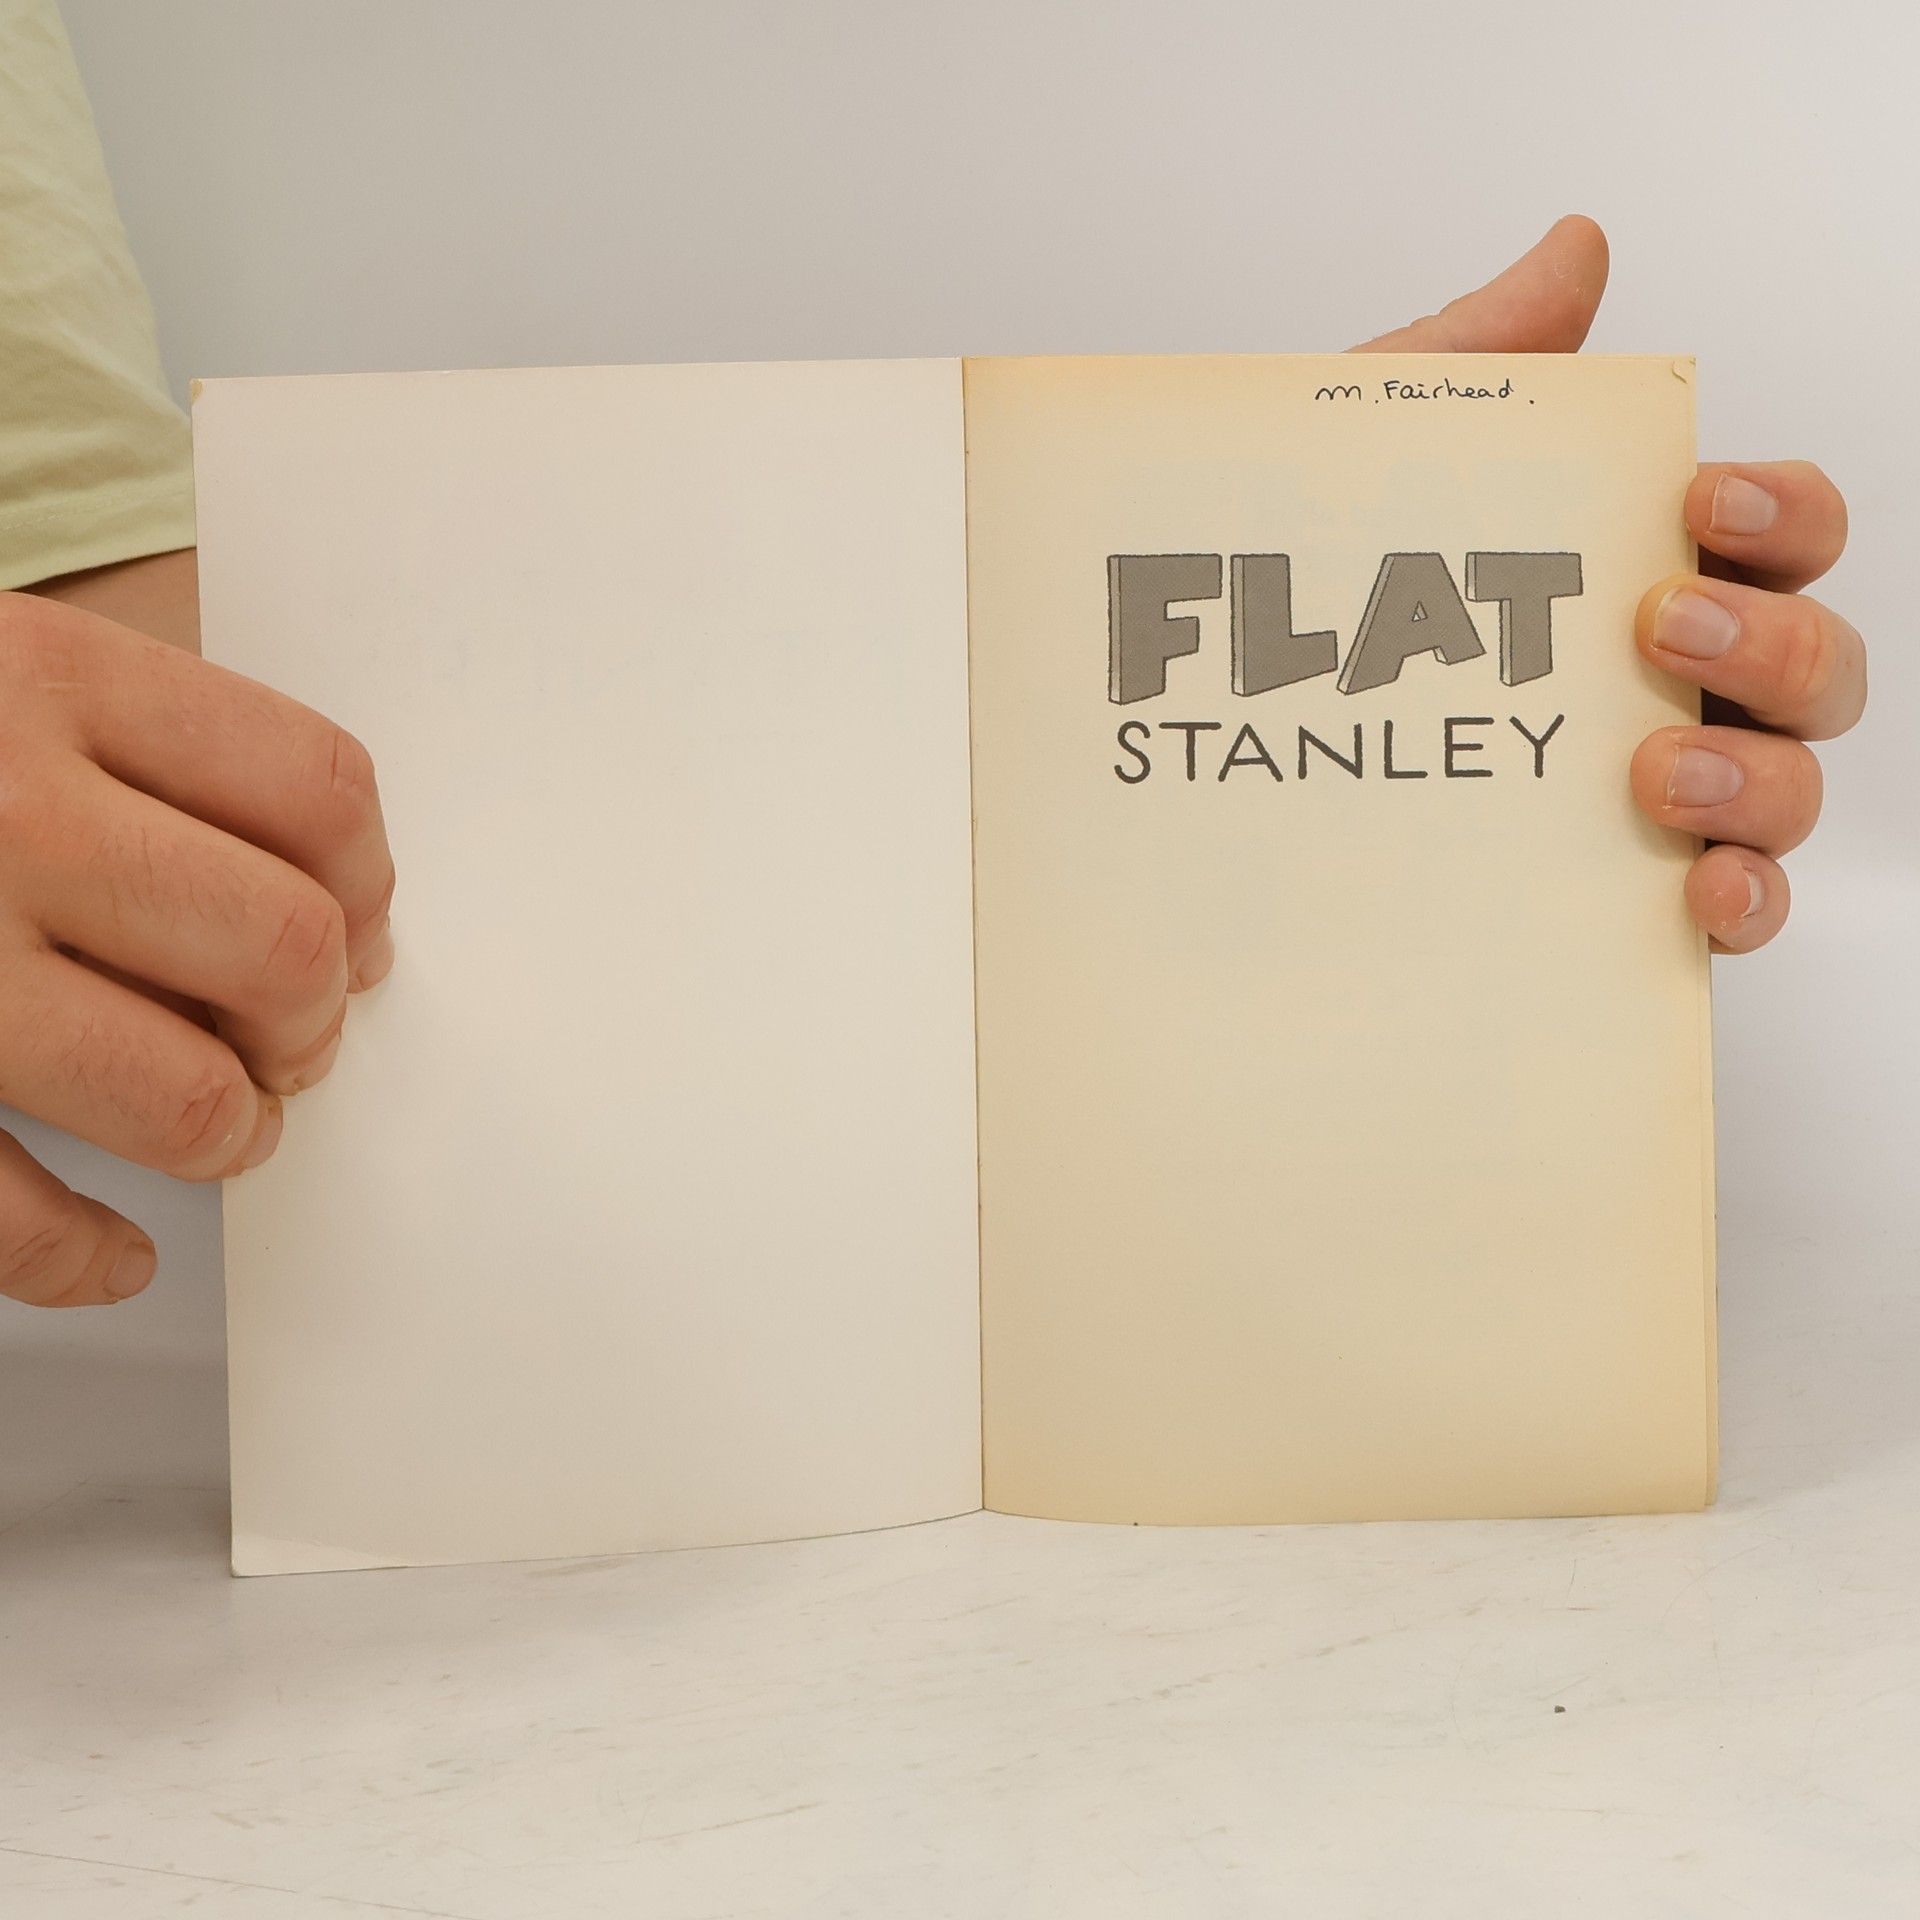 m. Fairhead.
FLAT
STANLEY